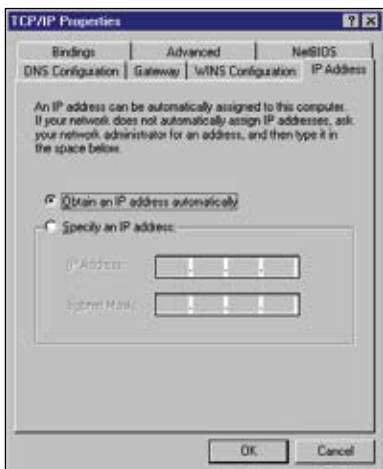 TCP/IP Properties
Bindings Advanced NetBIOS
DNS Configuration Gateway WINS Configuration IP Address
An IP address can be automatically assigned to this computer.
If your network does not automatically assign IP addresses, ask
your network administrator for an address, and then type it in
the space below.
Obtain an IP address automatically
Specify an IP address:
IP Address:
Subnet Mask:
OK Cancel